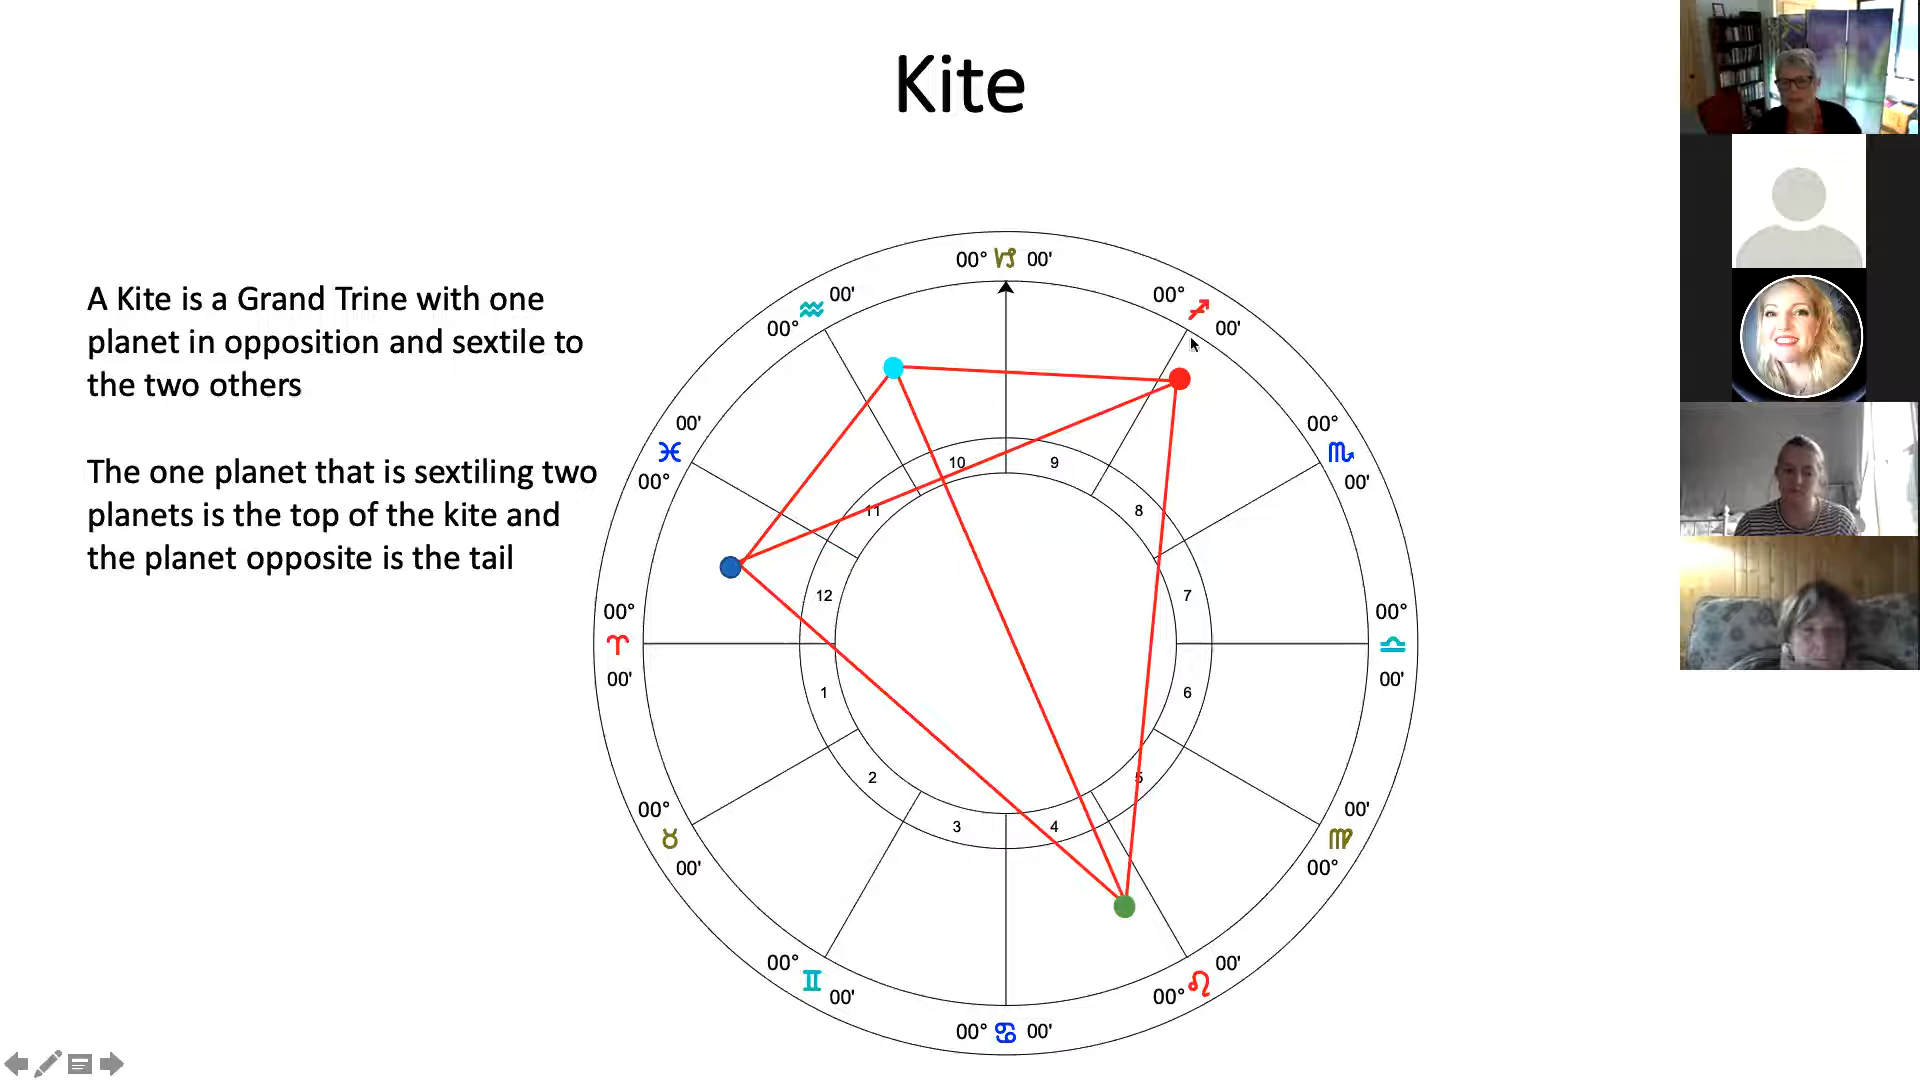 Kite
A Kite is a Grand Trine with one
planet in opposition and sextile to
the two others
The one planet that is sextiling two
planets is the top of the kite and
the planet opposite is the tail
00° ♑ 00'
00° ♐ 00'
00° ♒ 00'
00° ♏ 00'
00° ♓ 00'
00° ♎ 00'
00° ♈ 00'
00° ♍ 00'
00° ♉ 00'
00° ♌ 00'
00° ♊ 00'
00° ♋ 00'
10
9
11
8
12
7
1
6
2
5
3
4